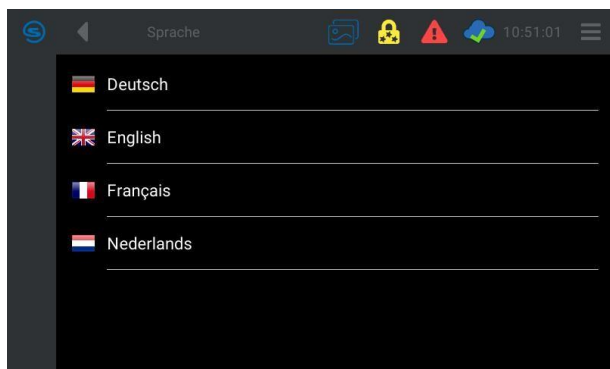 Sprache
10:51:01
Deutsch
English
Français
Nederlands